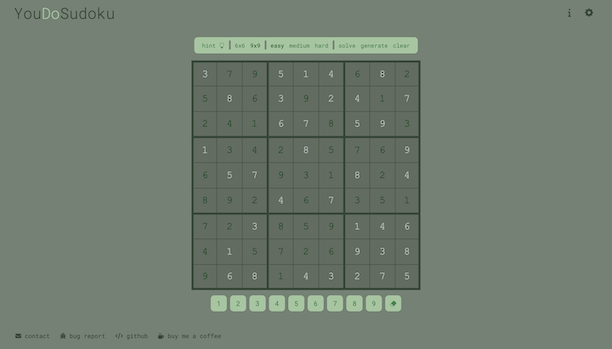 YouDoSudoku
hint 6x6 9x9 easy medium hard solve generate clear
3 7 9 5 1 4 6 8 2
5 8 6 3 9 2 4 1 7
2 4 1 6 7 8 5 9 3
1 3 4 2 8 5 7 6 9
6 5 7 9 3 1 8 2 4
8 9 2 4 6 7 3 5 1
7 2 3 8 5 9 1 4 6
4 1 5 7 2 6 9 3 8
9 6 8 1 4 3 2 7 5
1 2 3 4 5 6 7 8 9
contact bug report github buy me a coffee